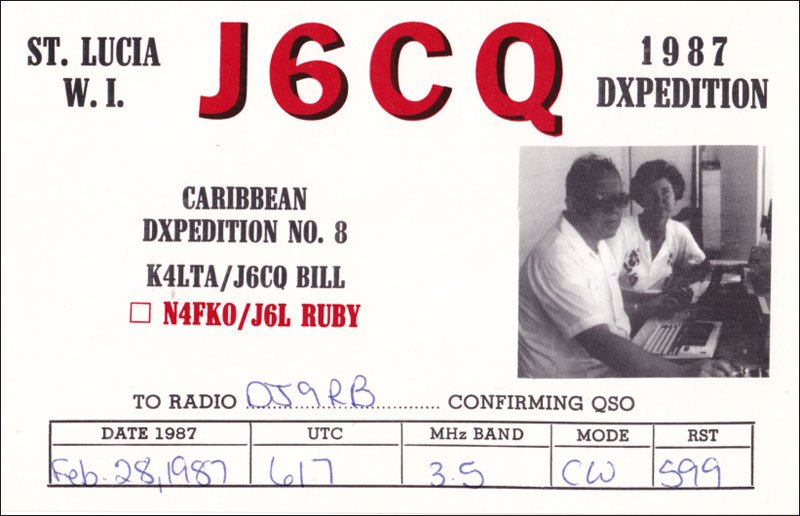 ST. LUCIA
W. I.
J6CQ
1987
DXPEDITION
CARIBBEAN
DXPEDITION NO. 8
K4LTA/J6CQ BILL
☐ N4FKO/J6L RUBY
TO RADIO DJ9RB CONFIRMING QSO
DATE 1987 UTC MHz BAND MODE RST
Feb. 28, 1987 617 3.5 CW 599